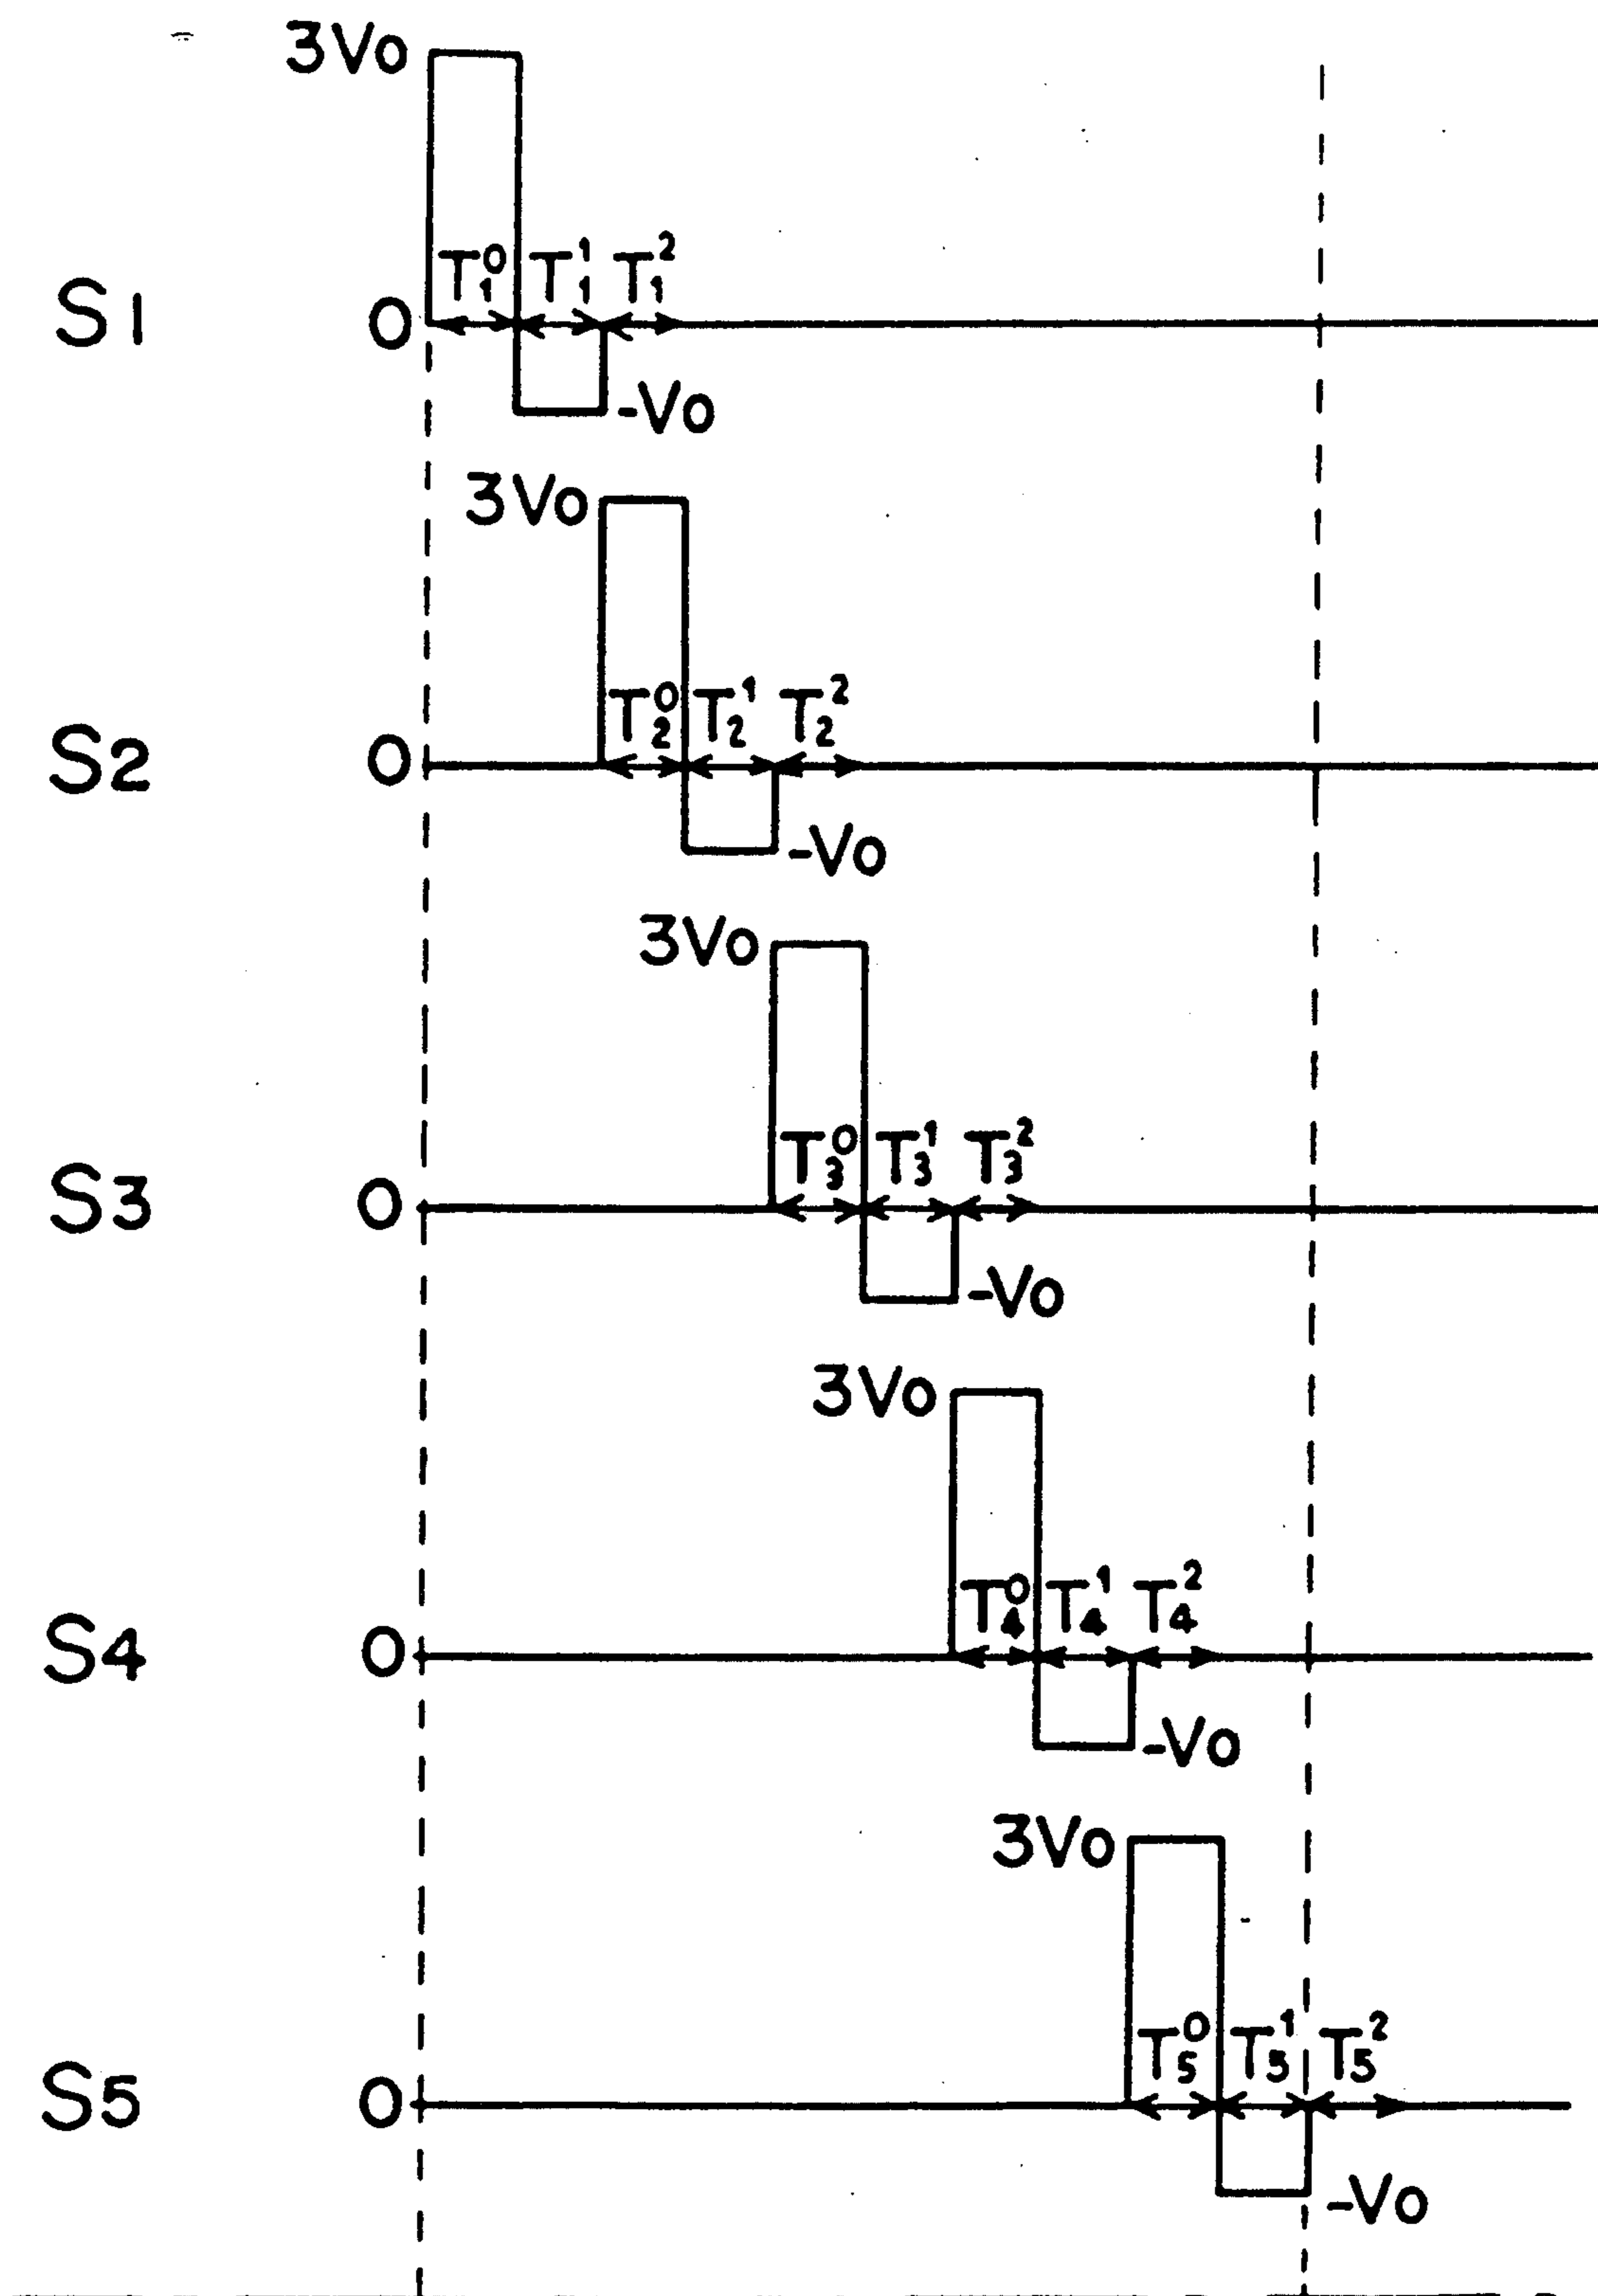 3Vo
T₁⁰ T₁¹ T₁²
S1 0
-Vo
3Vo
T₂⁰ T₂¹ T₂²
S2 0
-Vo
3Vo
T₃⁰ T₃¹ T₃²
S3 0
-Vo
3Vo
T₄⁰ T₄¹ T₄²
S4 0
-Vo
3Vo
T₅⁰ T₅¹ T₅²
S5 0
-Vo